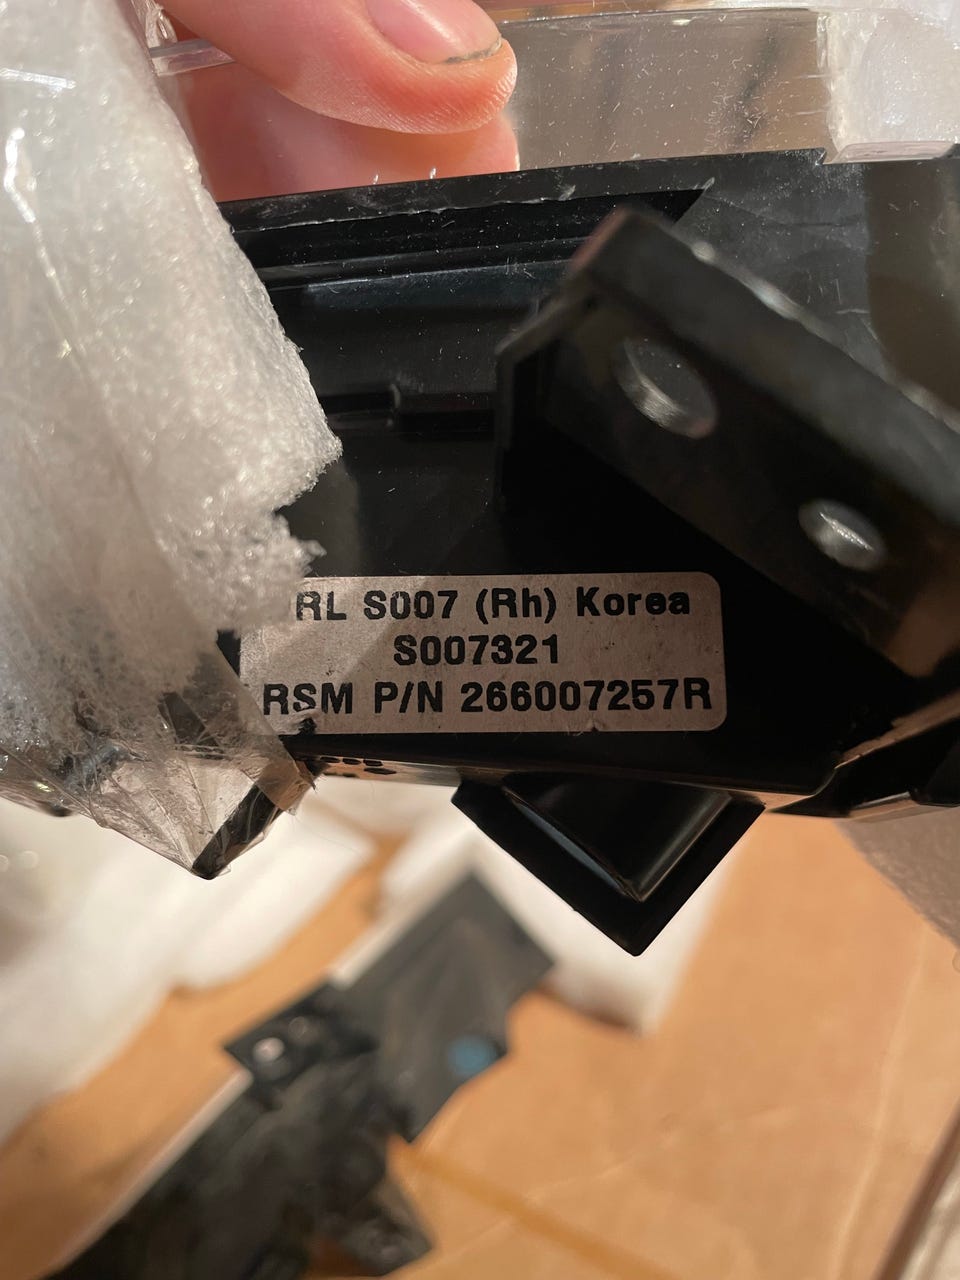 RL S007 (Rh) Korea
S007321
RSM P/N 266007257R